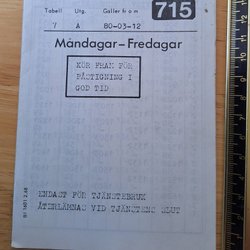 Tabell Utg. Gäller fr o m 715
V A 80-03-12
Måndagar – Fredagar
KÖR FRAM FÖR
PÅSTIGNING I
GOD TID
ENDAST FÖR TJÄNSTEBRUK
ÅTERLÄMNAS VID TJÄNSTENS SLUT